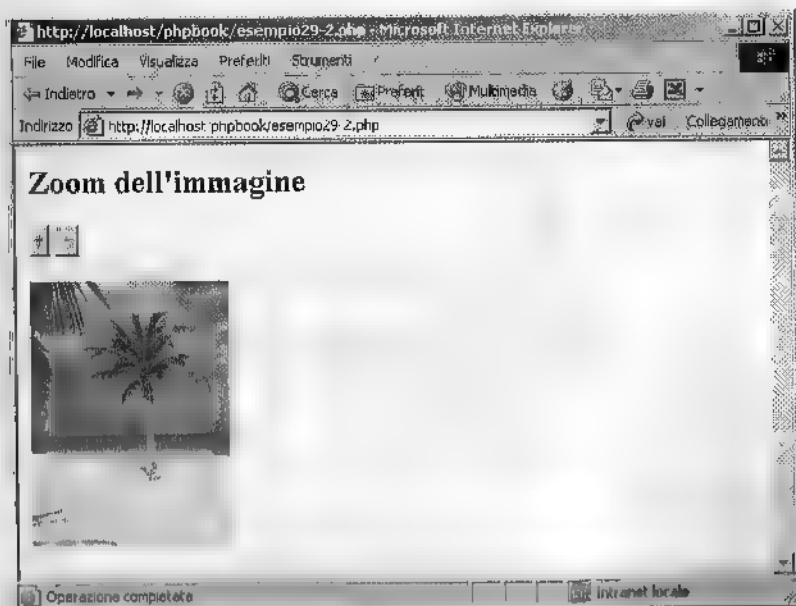 http://localhost/phpbook/esempio29-2.php - Microsoft Internet Explorer
File Modifica Visualizza Preferiti Strumenti ?
Indietro Cerca Preferiti Multimedia
Indirizzo http://localhost/phpbook/esempio29-2.php Vai Collegamenti »
Zoom dell'immagine
Operazione completata Intranet locale